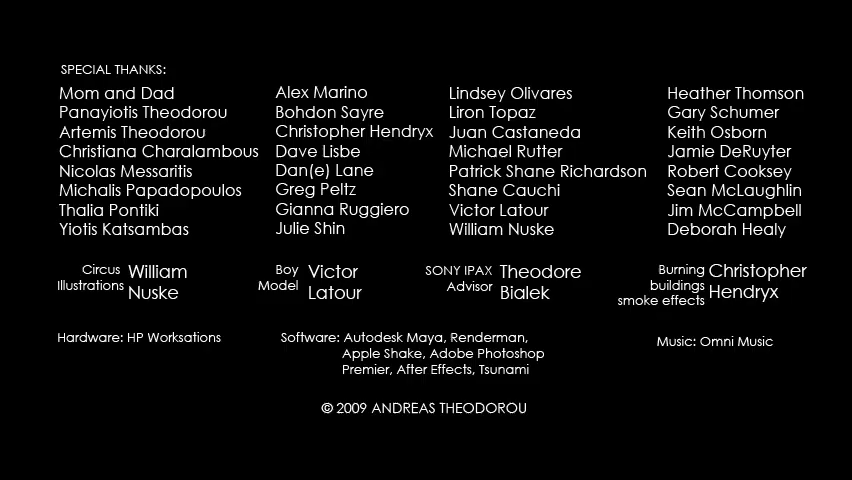 SPECIAL THANKS:
Mom and Dad
Panayiotis Theodorou
Artemis Theodorou
Christiana Charalambous
Nicolas Messaritis
Michalis Papadopoulos
Thalia Pontiki
Yiotis Katsambas
Alex Marino
Bohdon Sayre
Christopher Hendryx
Dave Lisbe
Dan(e) Lane
Greg Peltz
Gianna Ruggiero
Julie Shin
Lindsey Olivares
Liron Topaz
Juan Castaneda
Michael Rutter
Patrick Shane Richardson
Shane Cauchi
Victor Latour
William Nuske
Heather Thomson
Gary Schumer
Keith Osborn
Jamie DeRuyter
Robert Cooksey
Sean McLaughlin
Jim McCampbell
Deborah Healy
Circus
Illustrations
William
Nuske
Boy
Model
Victor
Latour
SONY IPAX
Advisor
Theodore
Bialek
Burning
buildings
smoke effects
Christopher
Hendryx
Hardware: HP Worksations
Software: Autodesk Maya, Renderman,
Apple Shake, Adobe Photoshop
Premier, After Effects, Tsunami
Music: Omni Music
© 2009 ANDREAS THEODOROU